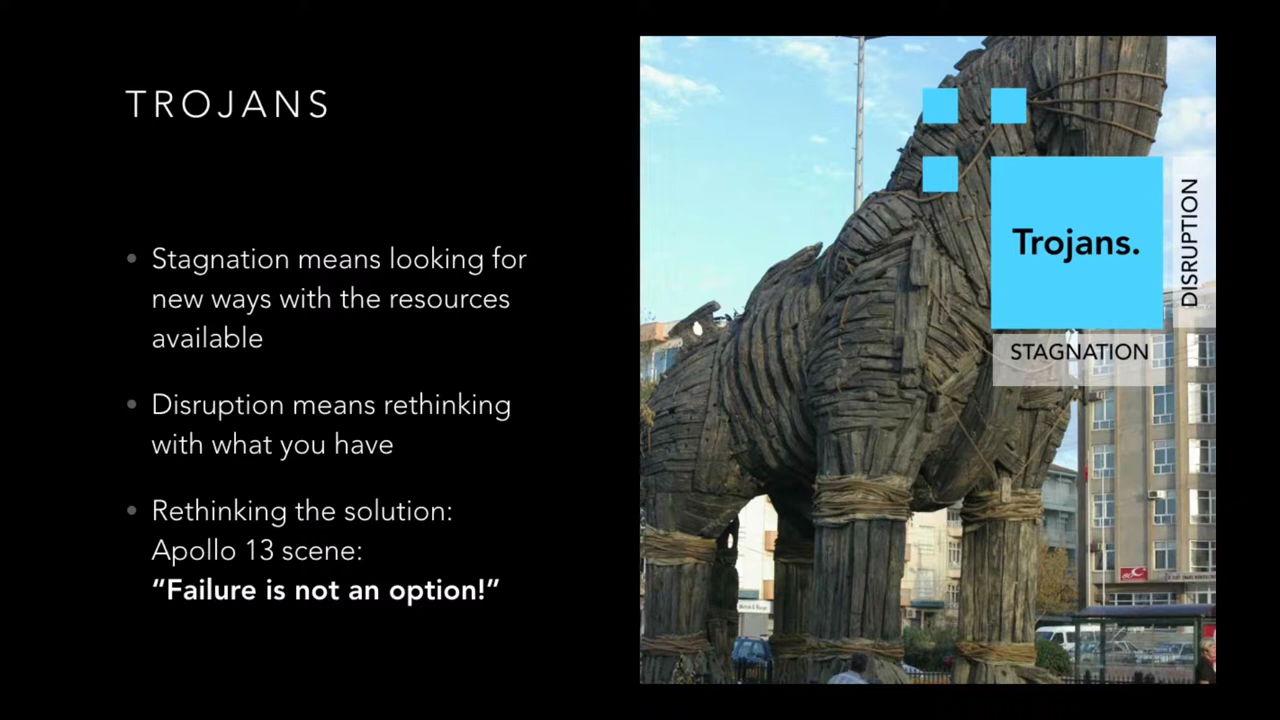 TROJANS
Stagnation means looking for
new ways with the resources
available
Disruption means rethinking
with what you have
Rethinking the solution:
Apollo 13 scene:
“Failure is not an option!”
Trojans.
DISRUPTION
STAGNATION